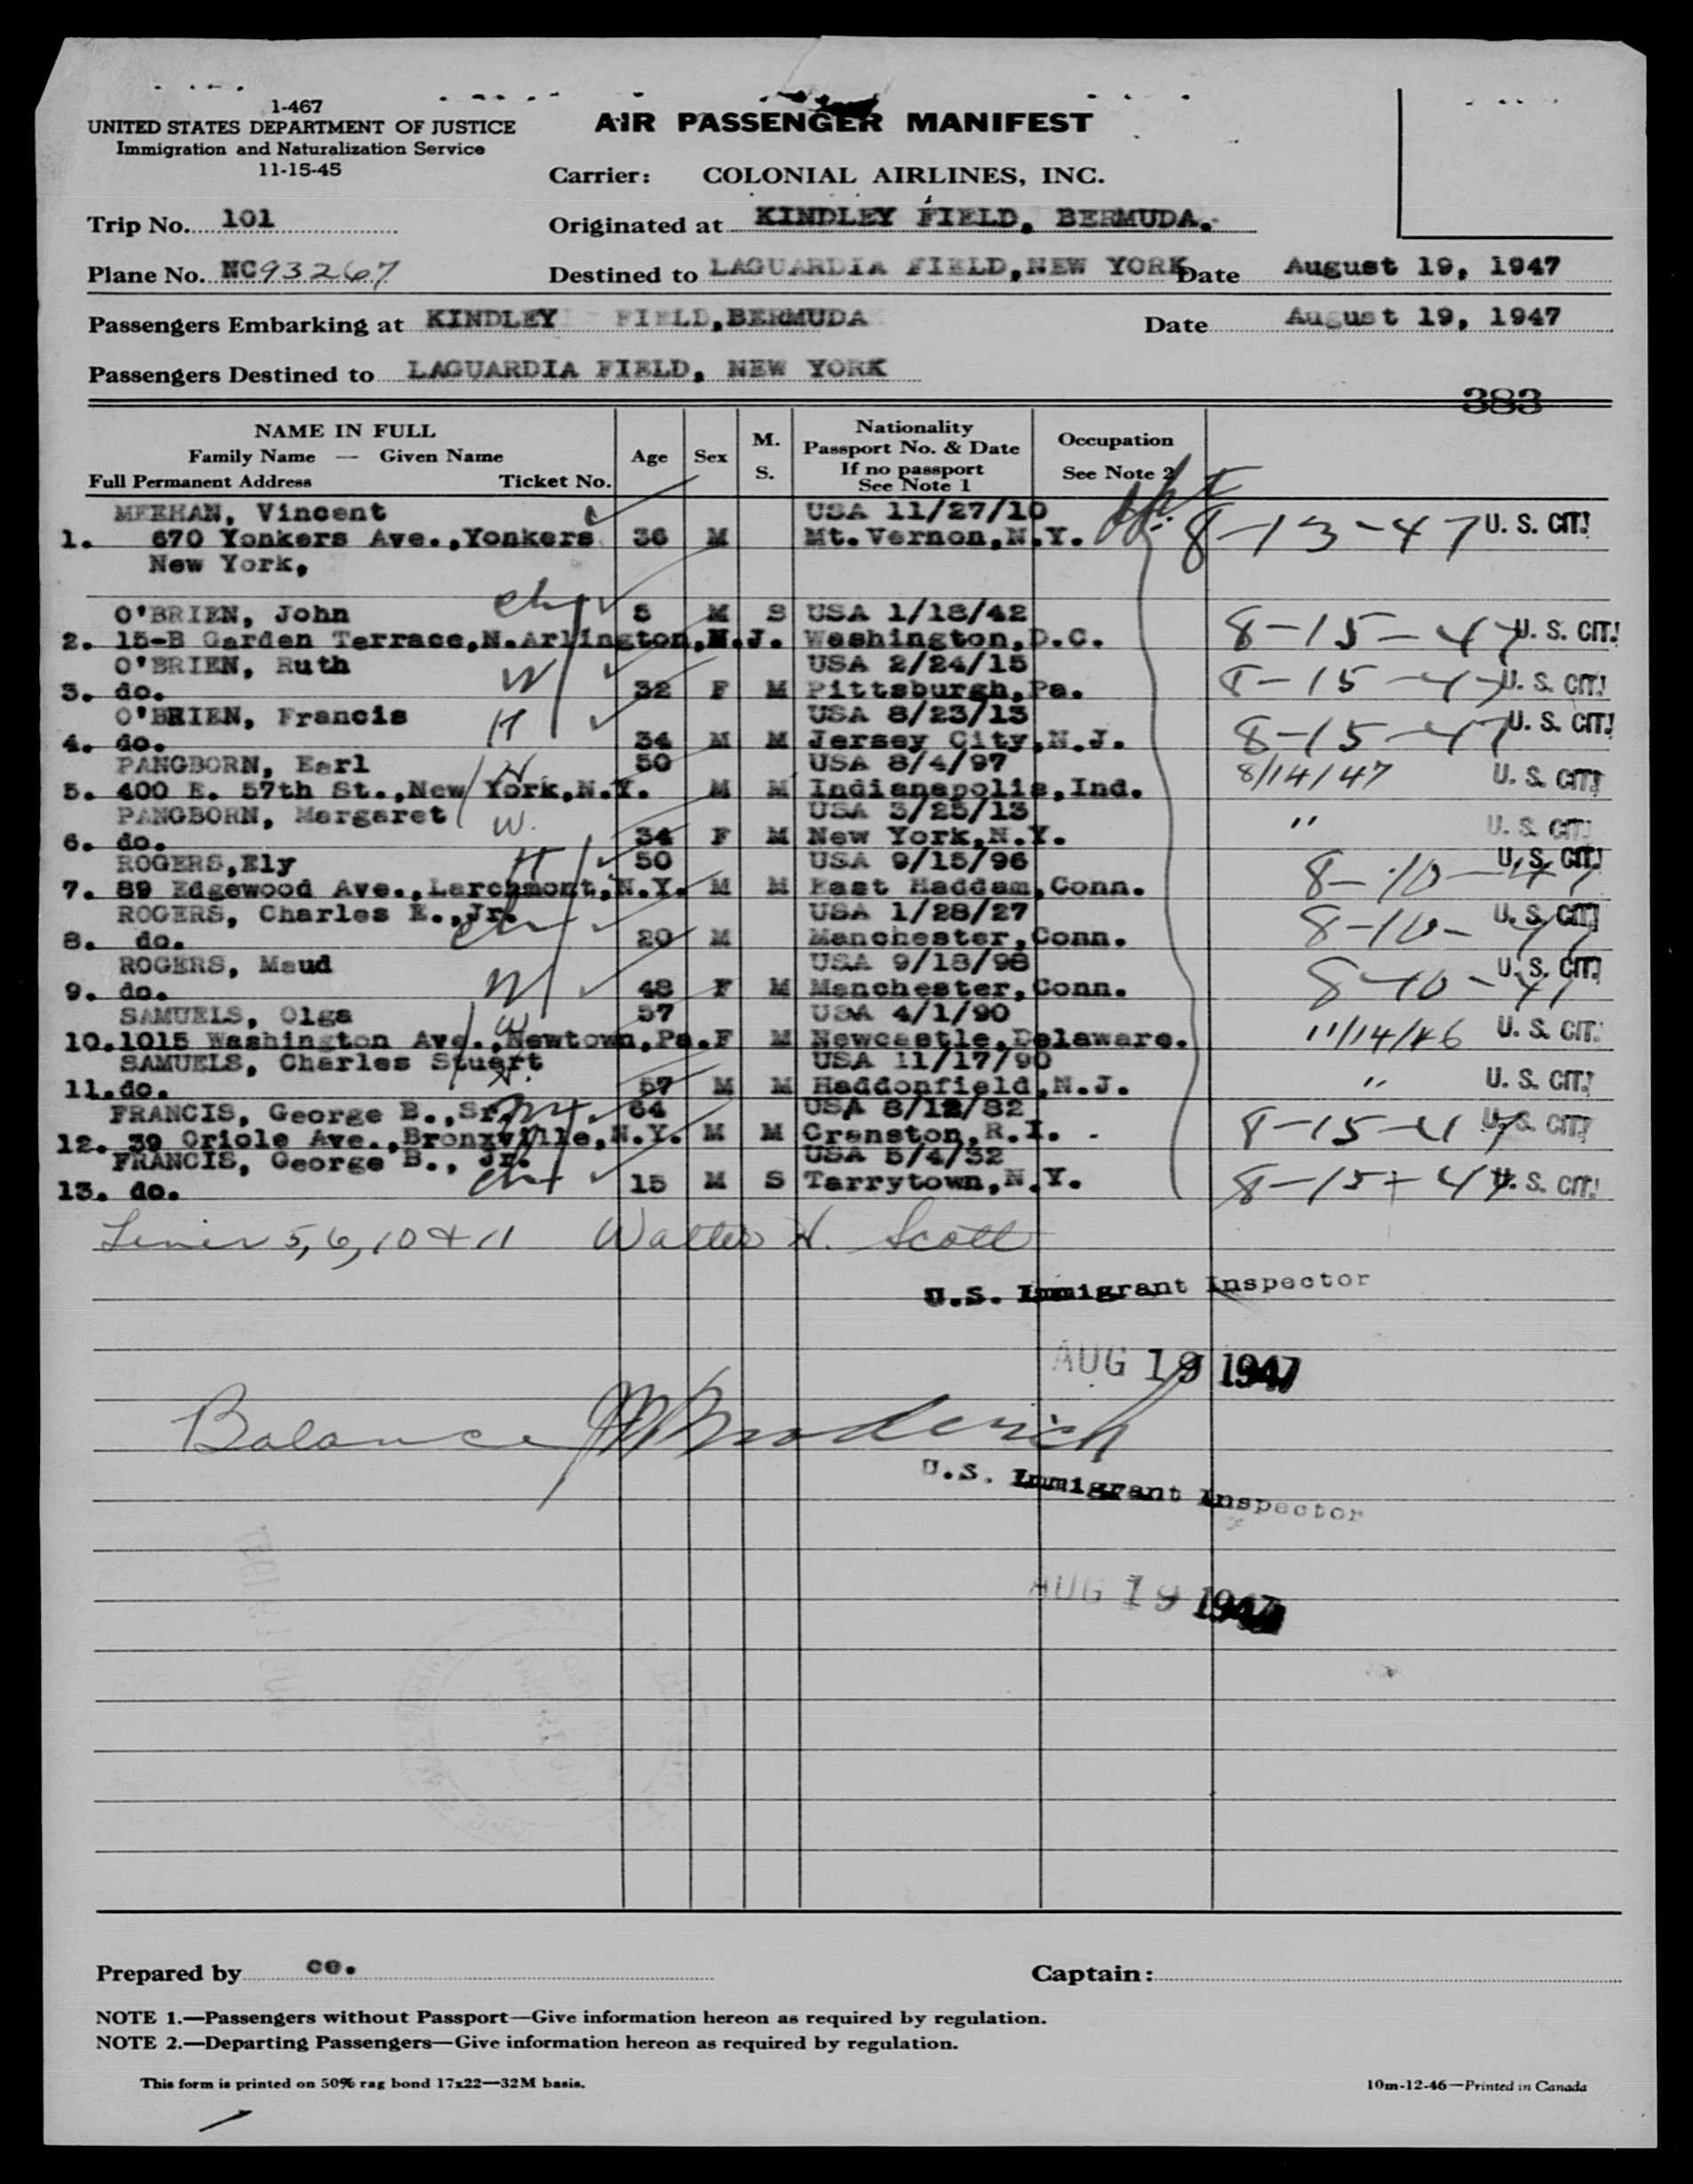 1-467
UNITED STATES DEPARTMENT OF JUSTICE
Immigration and Naturalization Service
11-15-45
AIR PASSENGER MANIFEST
Carrier: COLONIAL AIRLINES, INC.
Trip No. 101
Originated at KINDLEY FIELD, BERMUDA.
Plane No. NC93267
Destined to LAGUARDIA FIELD, NEW YORK Date August 19, 1947
Passengers Embarking at KINDLEY FIELD, BERMUDA Date August 19, 1947
Passengers Destined to LAGUARDIA FIELD, NEW YORK
383
NAME IN FULL
Family Name — Given Name
Full Permanent Address Ticket No.
Age Sex M. S.
Nationality
Passport No. & Date
If no passport
See Note 1
Occupation
See Note 2
MEEHAN, Vincent USA 11/27/10
1. 670 Yonkers Ave., Yonkers 36 M Mt. Vernon, N.Y. 8-13-47 U. S. CIT.
New York,
O'BRIEN, John 5 M S USA 1/18/42
2. 15-B Garden Terrace, N. Arlington, N.J. Washington, D.C. 8-15-47 U. S. CIT.
O'BRIEN, Ruth W USA 2/24/15
3. do. 32 F M Pittsburgh, Pa. 8-15-47 U. S. CIT.
O'BRIEN, Francis H USA 8/23/13
4. do. 34 M M Jersey City, N.J. 8-15-47 U. S. CIT.
PANGBORN, Earl H. 50 USA 8/4/97
5. 400 E. 57th St., New York, N.Y. M M Indianapolis, Ind. 8/14/47 U. S. CIT.
PANGBORN, Margaret W. USA 3/25/13
6. do. 34 F M New York, N.Y. " U. S. CIT.
ROGERS, Ely H 50 USA 9/15/96
7. 89 Edgewood Ave., Larchmont, N.Y. M M East Haddam, Conn. 8-10-47 U. S. CIT.
ROGERS, Charles E., Jr. USA 1/28/27
8. do. 20 M Manchester, Conn. 8-10-47 U. S. CIT.
ROGERS, Maud W USA 9/18/98
9. do. 48 F M Manchester, Conn. 8-10-47 U. S. CIT.
SAMUELS, Olga W 57 USA 4/1/90
10. 1015 Washington Ave., Newtown, Pa. F M Newcastle, Delaware. 11/14/46 U. S. CIT.
SAMUELS, Charles Stuart H. USA 11/17/90
11. do. 57 M M Haddonfield, N.J. " U. S. CIT.
FRANCIS, George B., Sr. 64 USA 8/12/82
12. 39 Oriole Ave., Bronxville, N.Y. M M Cranston, R.I. 8-15-47 U. S. CIT.
FRANCIS, George B., Jr. USA 5/4/32
13. do. 15 M S Tarrytown, N.Y. 8-15-47 U. S. CIT.
Lines 5, 6, 10 & 11 Walter H. Scott
U.S. Immigrant Inspector
AUG 19 1947
Balance
U.S. Immigrant Inspector
AUG 19 1947
Prepared by ce. Captain:
NOTE 1.—Passengers without Passport—Give information hereon as required by regulation.
NOTE 2.—Departing Passengers—Give information hereon as required by regulation.
This form is printed on 50% rag bond 17x22—32M basis.
10m-12-46—Printed in Canada